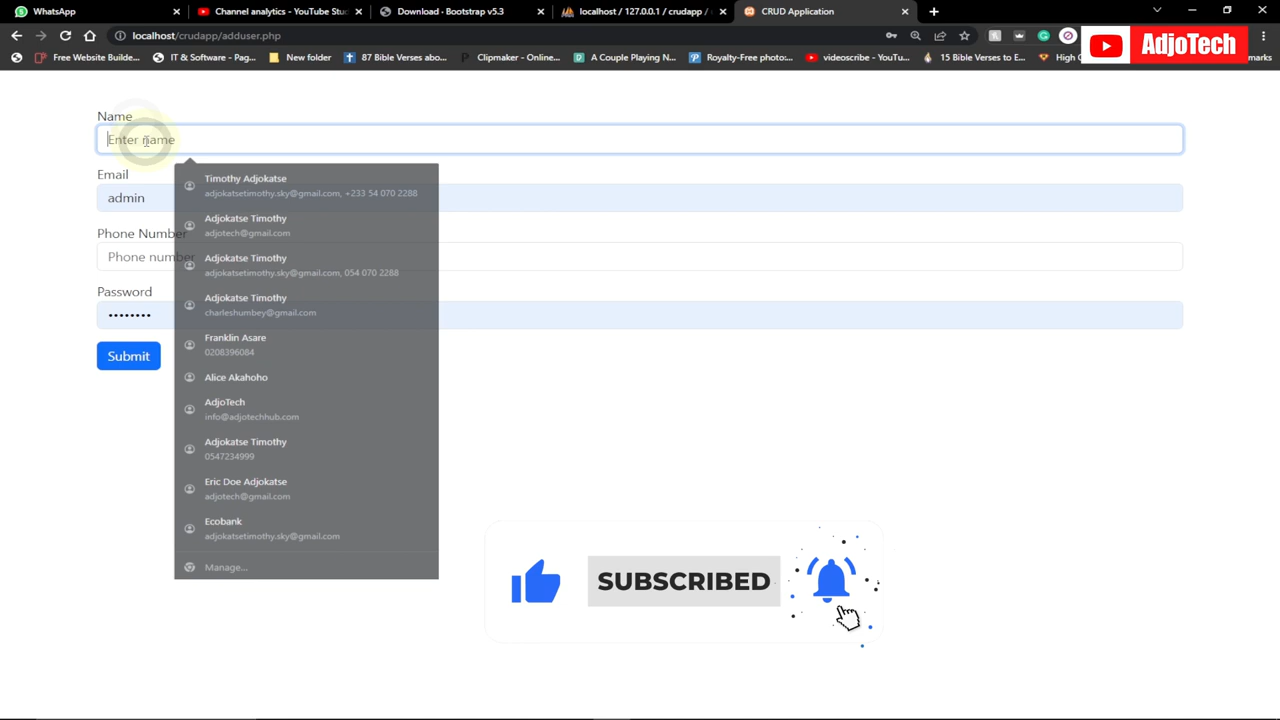 WhatsApp
Channel analytics - YouTube Stud
Download · Bootstrap v5.3
localhost / 127.0.0.1 / crudapp /
CRUD Application
localhost/crudapp/adduser.php
AdjoTech
Free Website Builde...
IT & Software - Pag...
New folder
87 Bible Verses abo...
Clipmaker - Online...
A Couple Playing N...
Royalty-Free Photo...
videoscribe - YouTu...
15 Bible Verses to E...
High
marks
Name
Enter name
Timothy Adjokatse
adjokatsetimothy.sky@gmail.com, +233 54 070 2288
Adjokatse Timothy
adjotech@gmail.com
Adjokatse Timothy
adjokatsetimothy.sky@gmail.com, 054 070 2288
Adjokatse Timothy
charleshumbey@gmail.com
Franklin Asare
0208396084
Alice Akahoho
AdjoTech
info@adjotechhub.com
Adjokatse Timothy
0547234999
Eric Doe Adjokatse
adjotech@gmail.com
Ecobank
adjokatsetimothy.sky@gmail.com
Manage...
Email
admin
Phone Number
Phone number
Password
••••••••
Submit
SUBSCRIBED